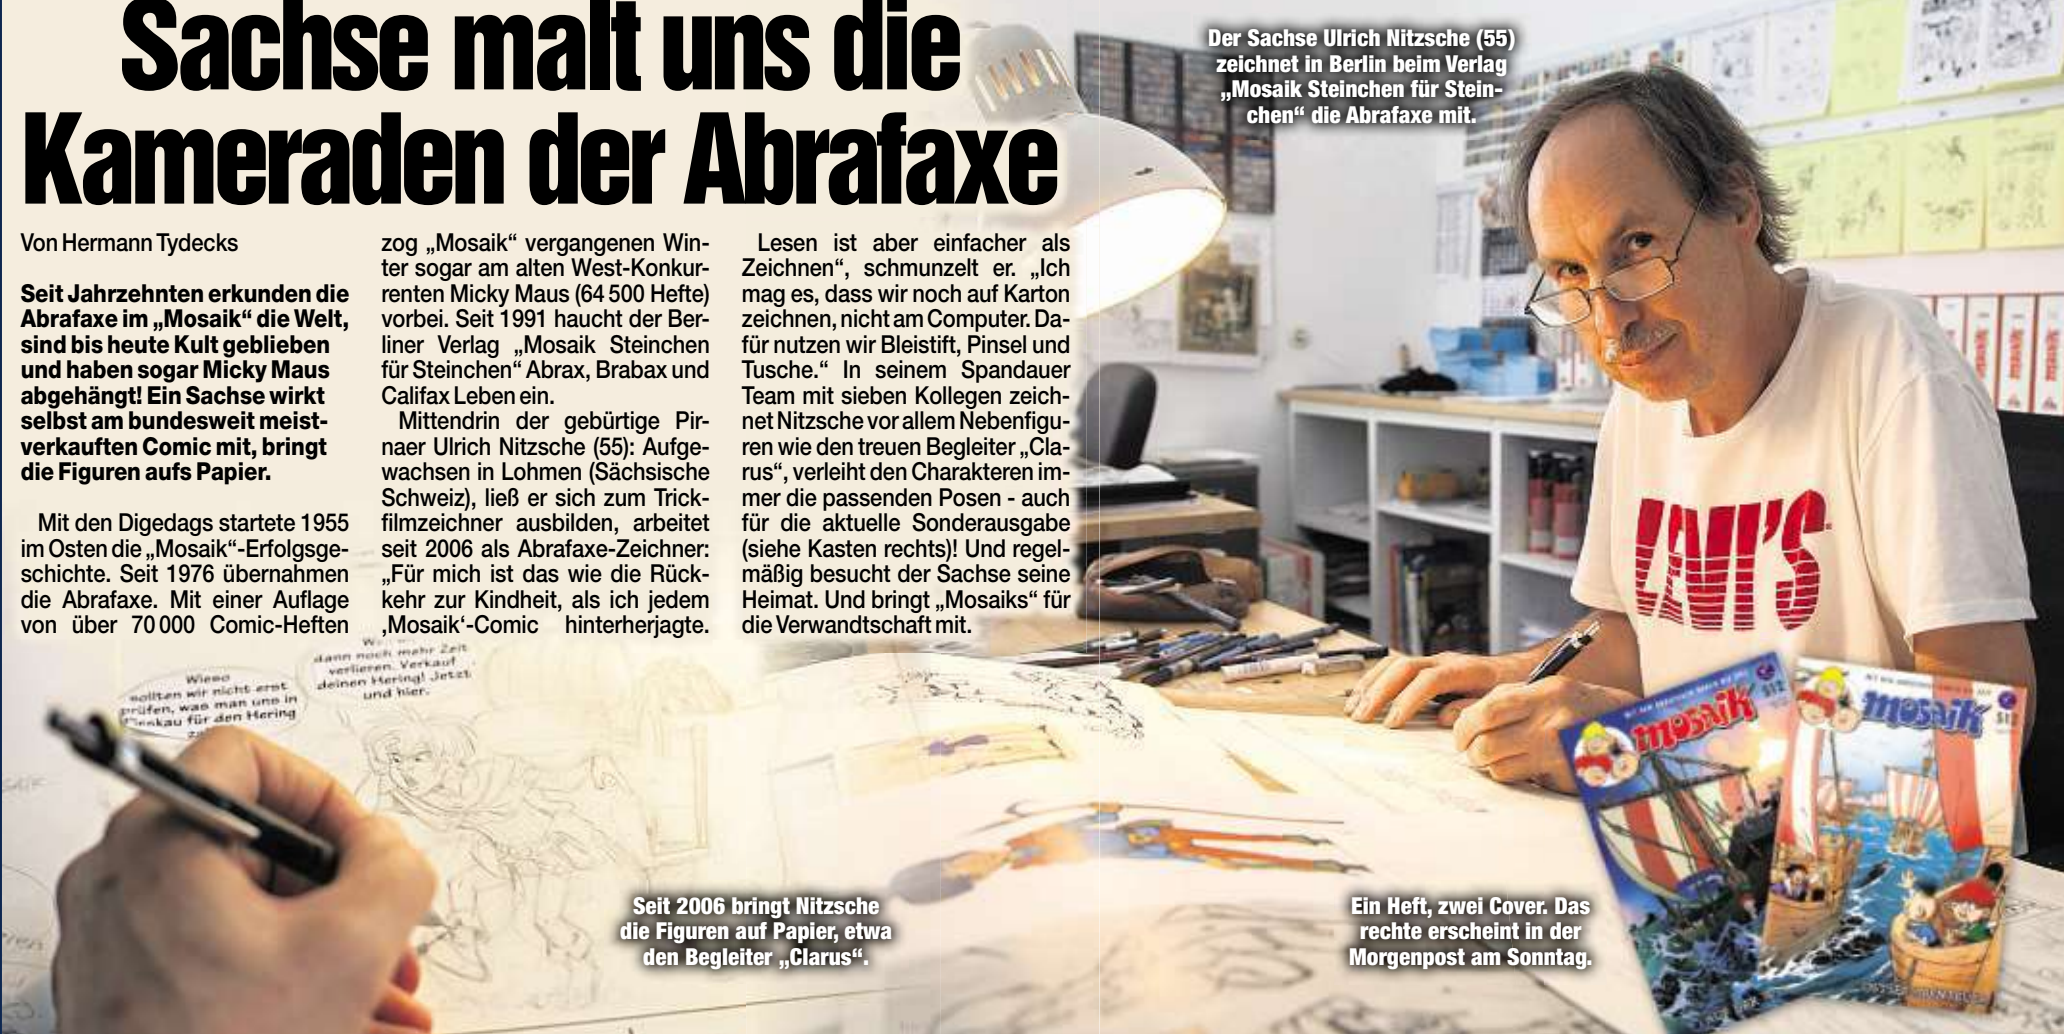 Sachse malt uns die
Kameraden der Abrafaxe
Von Hermann Tydecks
Seit Jahrzehnten erkunden die
Abrafaxe im „Mosaik“ die Welt,
sind bis heute Kult geblieben
und haben sogar Micky Maus
abgehängt! Ein Sachse wirkt
selbst am bundesweit meist-
verkauften Comic mit, bringt
die Figuren aufs Papier.
Mit den Digedags startete 1955
im Osten die „Mosaik“-Erfolgsge-
schichte. Seit 1976 übernahmen
die Abrafaxe. Mit einer Auflage
von über 70 000 Comic-Heften
zog „Mosaik“ vergangenen Win-
ter sogar am alten West-Konkur-
renten Micky Maus (64 500 Hefte)
vorbei. Seit 1991 haucht der Ber-
liner Verlag „Mosaik Steinchen
für Steinchen“ Abrax, Brabax und
Califax Leben ein.
Mittendrin der gebürtige Pir-
naer Ulrich Nitzsche (55): Aufge-
wachsen in Lohmen (Sächsische
Schweiz), ließ er sich zum Trick-
filmzeichner ausbilden, arbeitet
seit 2006 als Abrafaxe-Zeichner:
„Für mich ist das wie die Rück-
kehr zur Kindheit, als ich jedem
‚Mosaik‘-Comic hinterherjagte.
Lesen ist aber einfacher als
Zeichnen“, schmunzelt er. „Ich
mag es, dass wir noch auf Karton
zeichnen, nicht am Computer. Da-
für nutzen wir Bleistift, Pinsel und
Tusche.“ In seinem Spandauer
Team mit sieben Kollegen zeich-
net Nitzsche vor allem Nebenfigu-
ren wie den treuen Begleiter „Cla-
rus“, verleiht den Charakteren im-
mer die passenden Posen - auch
für die aktuelle Sonderausgabe
(siehe Kasten rechts)! Und regel-
mäßig besucht der Sachse seine
Heimat. Und bringt „Mosaiks“ für
die Verwandtschaft mit.
Der Sachse Ulrich Nitzsche (55)
zeichnet in Berlin beim Verlag
„Mosaik Steinchen für Stein-
chen“ die Abrafaxe mit.
LEVI'S
dann noch mehr Zeit
verlieren. Verkauf
deinen Hering! Jetzt
und hier.
Wieso
sollten wir nicht erst
prüfen, was man uns in
für den Hering
mosaik
512
mosaik
Seit 2006 bringt Nitzsche
die Figuren auf Papier, etwa
den Begleiter „Clarus“.
Ein Heft, zwei Cover. Das
rechte erscheint in der
Morgenpost am Sonntag.